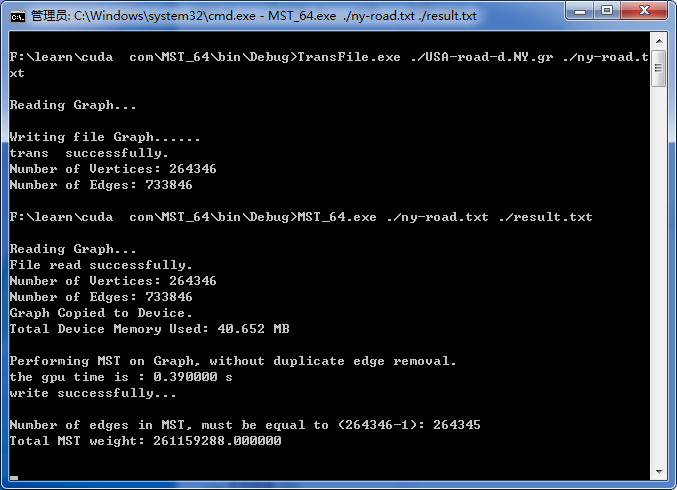 管理员: C:\Windows\system32\cmd.exe - MST_64.exe ./ny-road.txt ./result.txt
F:\learn\cuda  com\MST_64\bin\Debug>TransFile.exe ./USA-road-d.NY.gr ./ny-road.t
xt
Reading Graph...
Writing file Graph......
trans  successfully.
Number of Vertices: 264346
Number of Edges: 733846
F:\learn\cuda  com\MST_64\bin\Debug>MST_64.exe ./ny-road.txt ./result.txt
Reading Graph...
File read successfully.
Number of Vertices: 264346
Number of Edges: 733846
Graph Copied to Device.
Total Device Memory Used: 40.652 MB
Performing MST on Graph, without duplicate edge removal.
the gpu time is : 0.390000 s
write successfully...
Number of edges in MST, must be equal to (264346-1): 264345
Total MST weight: 261159288.000000